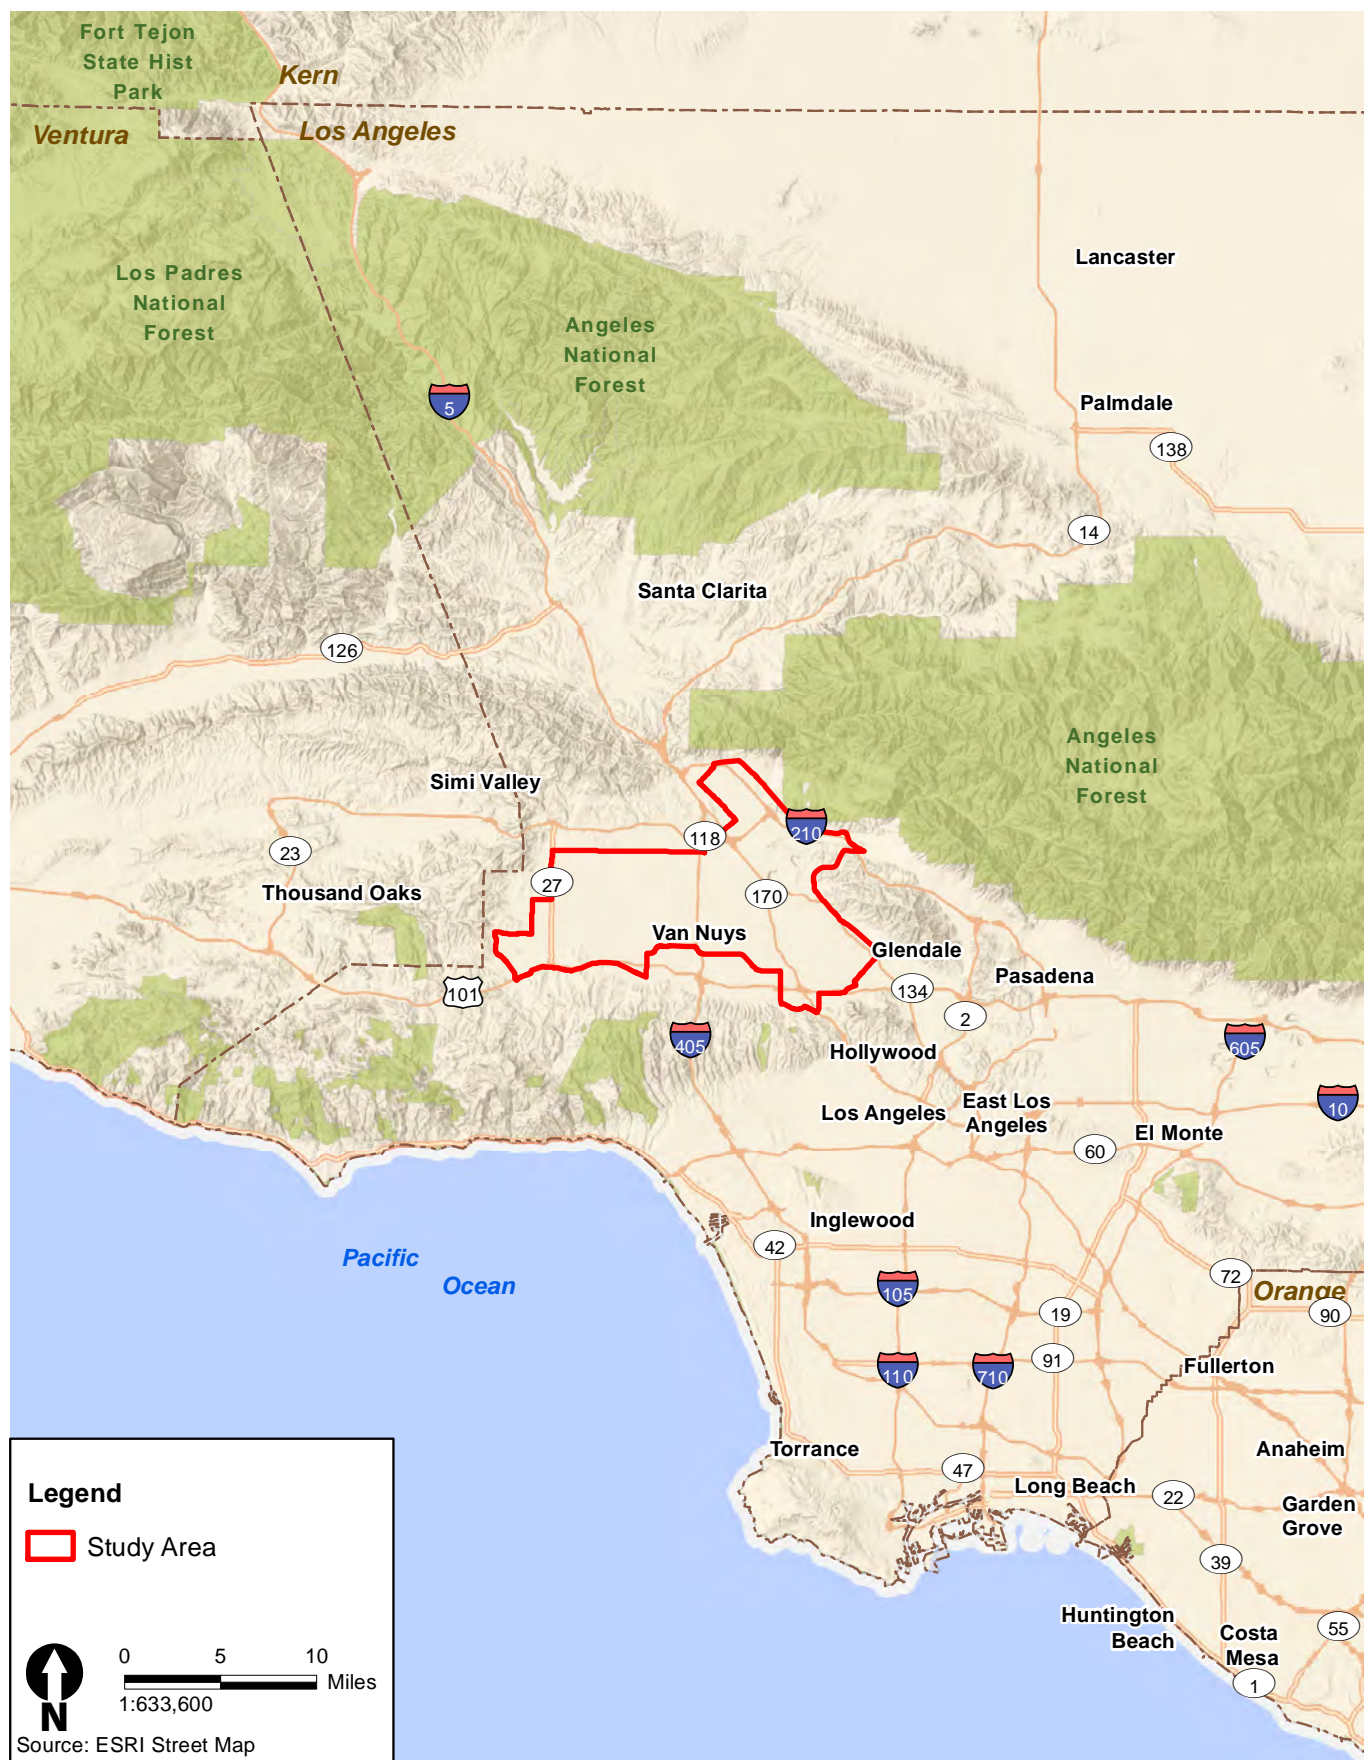 Fort Tejon
State Hist
Park
Kern
Ventura
Los Angeles
Lancaster
Los Padres
National
Forest
Angeles
National
Forest
5
Palmdale
138
14
Santa Clarita
126
Angeles
National
Forest
Simi Valley
210
118
23
27
Thousand Oaks
170
Van Nuys
Glendale
Pasadena
101
134
2
405
Hollywood
605
East Los
Angeles
Los Angeles
10
El Monte
60
Inglewood
42
Pacific
Ocean
72
105
Orange
90
19
91
110
710
Fullerton
Torrance
Anaheim
47
Long Beach
22
Garden
Grove
39
Huntington
Beach
55
Costa
Mesa
1
Legend
Study Area
0 5 10
Miles
1:633,600
N
Source: ESRI Street Map